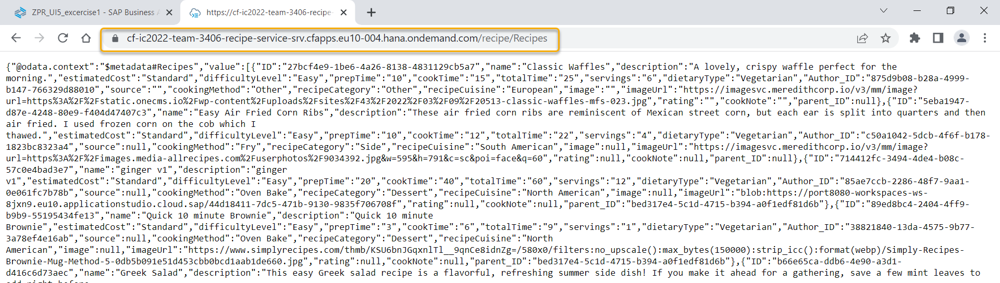 ZPR_UI5_excercise1 - SAP Business A
https://cf-ic2022-team-3406-recipe-
cf-ic2022-team-3406-recipe-service-srv.cfapps.eu10-004.hana.ondemand.com/recipe/Recipes
{"@odata.context":"$metadata#Recipes","value":[{"ID":"27bcf4e9-1be6-4a26-8138-4831129cb5a7","name":"Classic Waffles","description":"A lovely, crispy waffle perfect for the
morning.","estimatedCost":"Standard","difficultyLevel":"Easy","prepTime":"10","cookTime":"15","totalTime":"25","servings":"6","dietaryType":"Vegetarian","Author_ID":"875d9b08-b28a-4999-
b147-766329d88010","source":"","cookingMethod":"Other","recipeCategory":"Other","recipeCuisine":"European","image":"","imageUrl":"https://imagesvc.meredithcorp.io/v3/mm/image?
url=https%3A%2F%2Fstatic.onecms.io%2Fwp-content%2Fuploads%2Fsites%2F43%2F2022%2F03%2F09%2F20513-classic-waffles-mfs-023.jpg","rating":"","cookNote":"","parent_ID":null},{"ID":"5eba1947-
d87e-4248-80e9-f404d47407c3","name":"Easy Air Fried Corn Ribs","description":"These air fried corn ribs are reminiscent of Mexican street corn, but each ear is split into quarters and then
air fried. I used frozen corn on the cob which I
thawed.","estimatedCost":"Standard","difficultyLevel":"Easy","prepTime":"10","cookTime":"12","totalTime":"22","servings":"4","dietaryType":"Vegetarian","Author_ID":"c50a1042-5dcb-4f6f-b178-
1823bc8323a4","source":null,"cookingMethod":"Fry","recipeCategory":"Side","recipeCuisine":"South American","image":null,"imageUrl":"https://imagesvc.meredithcorp.io/v3/mm/image?
url=https%3A%2F%2Fimages.media-allrecipes.com%2Fuserphotos%2F9034392.jpg&w=595&h=791&c=sc&poi=face&q=60","rating":null,"cookNote":null,"parent_ID":null},{"ID":"714412fc-3494-4de4-b08c-
57c0e4bad3e7","name":"ginger v1","description":"ginger
v1","estimatedCost":"Standard","difficultyLevel":"Easy","prepTime":"20","cookTime":"40","totalTime":"60","servings":"12","dietaryType":"Vegetarian","Author_ID":"85ae7ccb-2286-48f7-9aa1-
0e061fc7b78b","source":null,"cookingMethod":"Oven Bake","recipeCategory":"Dessert","recipeCuisine":"North American","image":null,"imageUrl":"blob:https://port8080-workspaces-ws-
8jxn9.eu10.applicationstudio.cloud.sap/44d18411-7dc5-471b-9130-9835f706708f","rating":null,"cookNote":null,"parent_ID":"bed317e4-5c1d-4715-b394-a0f1edf81d6b"},{"ID":"89ed8bc4-2404-4ff9-
b9b9-55195434fe13","name":"Quick 10 minute Brownie","description":"Quick 10 minute
Brownie","estimatedCost":"Standard","difficultyLevel":"Easy","prepTime":"3","cookTime":"6","totalTime":"9","servings":"1","dietaryType":"Vegetarian","Author_ID":"38821840-13da-4575-9b77-
3a78ef4e16ab","source":null,"cookingMethod":"Oven Bake","recipeCategory":"Dessert","recipeCuisine":"North
American","image":null,"imageUrl":"https://www.simplyrecipes.com/thmb/KSU6bnJGqxnlTl__9qnCe8idnZg=/580x0/filters:no_upscale():max_bytes(150000):strip_icc():format(webp)/Simply-Recipes-
Brownie-Mug-Method-5-0db5b091e51d453cbb0bcd1aab1de660.jpg","rating":null,"cookNote":null,"parent_ID":"bed317e4-5c1d-4715-b394-a0f1edf81d6b"},{"ID":"b66e65ca-ddb6-4e90-a3d1-
d416c6d73aec","name":"Greek Salad","description":"This easy Greek salad recipe is a flavorful, refreshing summer side dish! If you make it ahead for a gathering, save a few mint leaves to